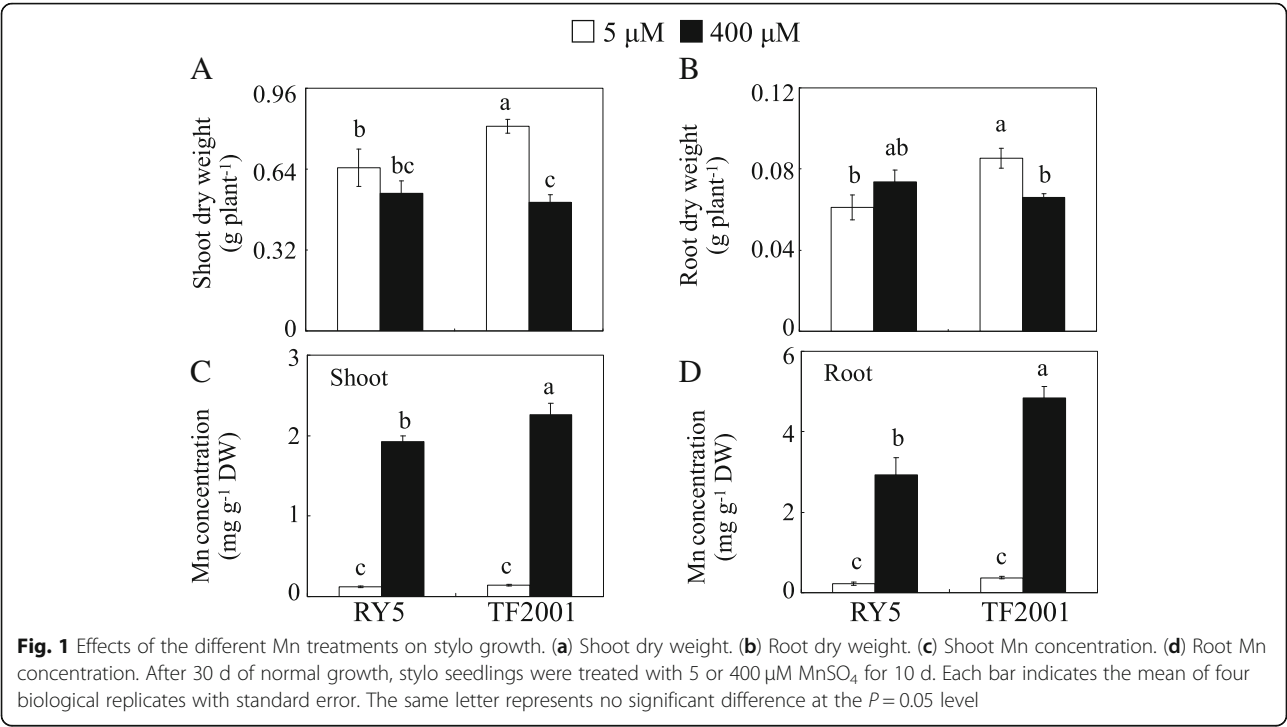 5 μM 400 μM
A
0.96
0.64
0.32
0
Shoot dry weight
(g plant-1)
b
bc
a
c
B
0.12
0.08
0.04
0
Root dry weight
(g plant-1)
b
ab
a
b
C
3
2
1
0
Mn concentration
(mg g-1 DW)
Shoot
c
b
c
a
RY5 TF2001
D
6
4
2
0
Mn concentration
(mg g-1 DW)
Root
c
b
c
a
RY5 TF2001
Fig. 1 Effects of the different Mn treatments on stylo growth. (a) Shoot dry weight. (b) Root dry weight. (c) Shoot Mn concentration. (d) Root Mn
concentration. After 30 d of normal growth, stylo seedlings were treated with 5 or 400 μM MnSO4 for 10 d. Each bar indicates the mean of four
biological replicates with standard error. The same letter represents no significant difference at the P = 0.05 level